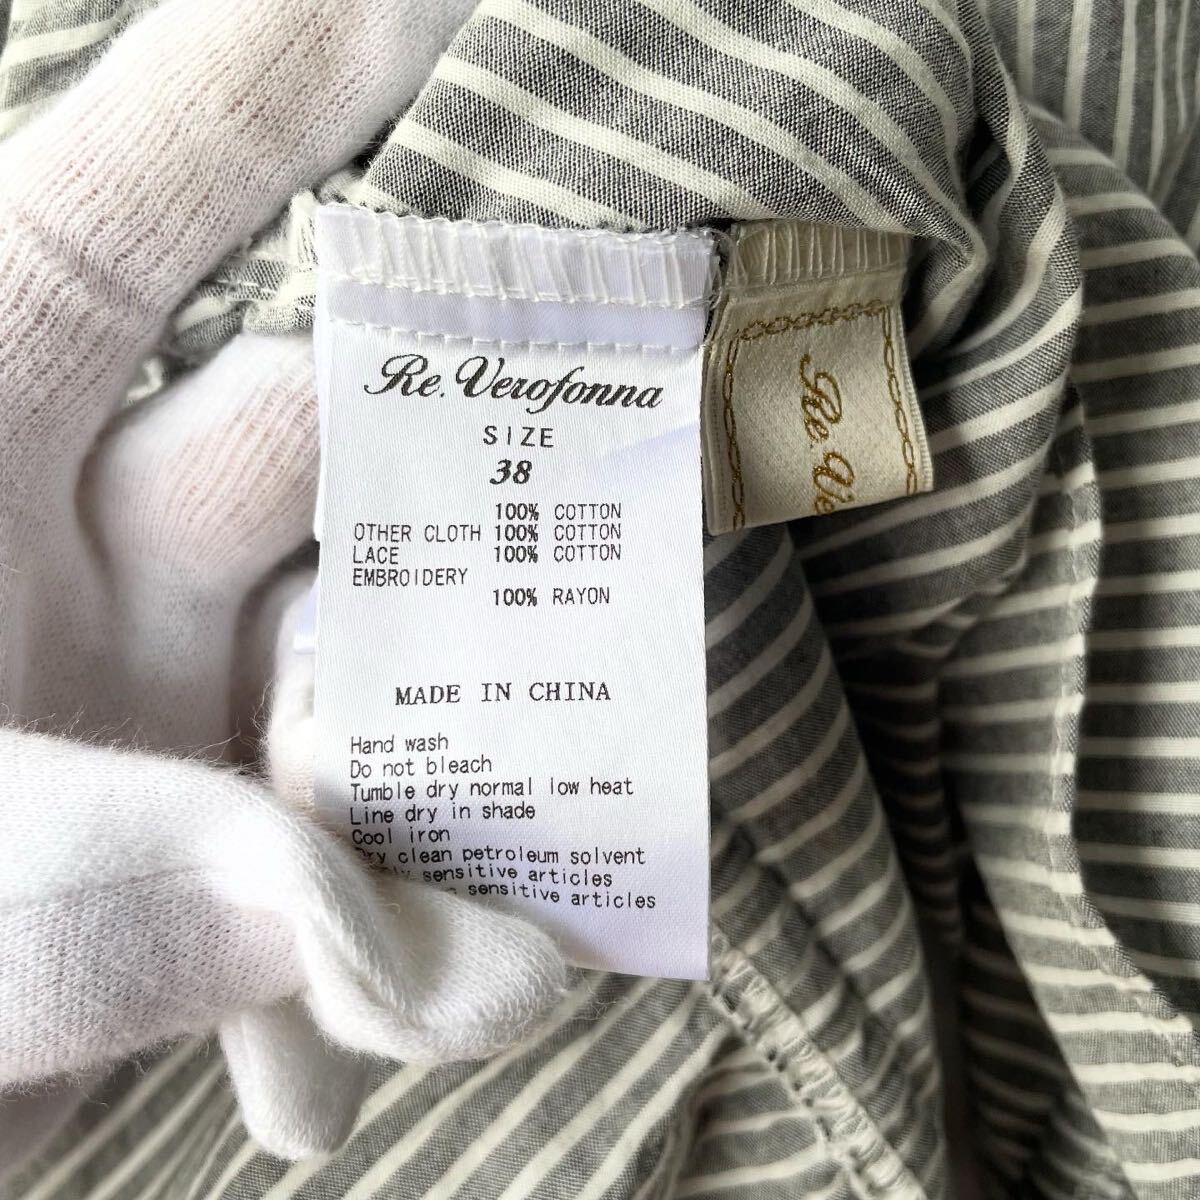 Re. Verofonna
SIZE
38
100% COTTON
OTHER CLOTH 100% COTTON
LACE 100% COTTON
EMBROIDERY
100% RAYON
MADE IN CHINA
Hand wash
Do not bleach
Tumble dry normal low heat
Line dry in shade
Cool iron
Dry clean petroleum solvent
sensitive articles
sensitive articles
Re.